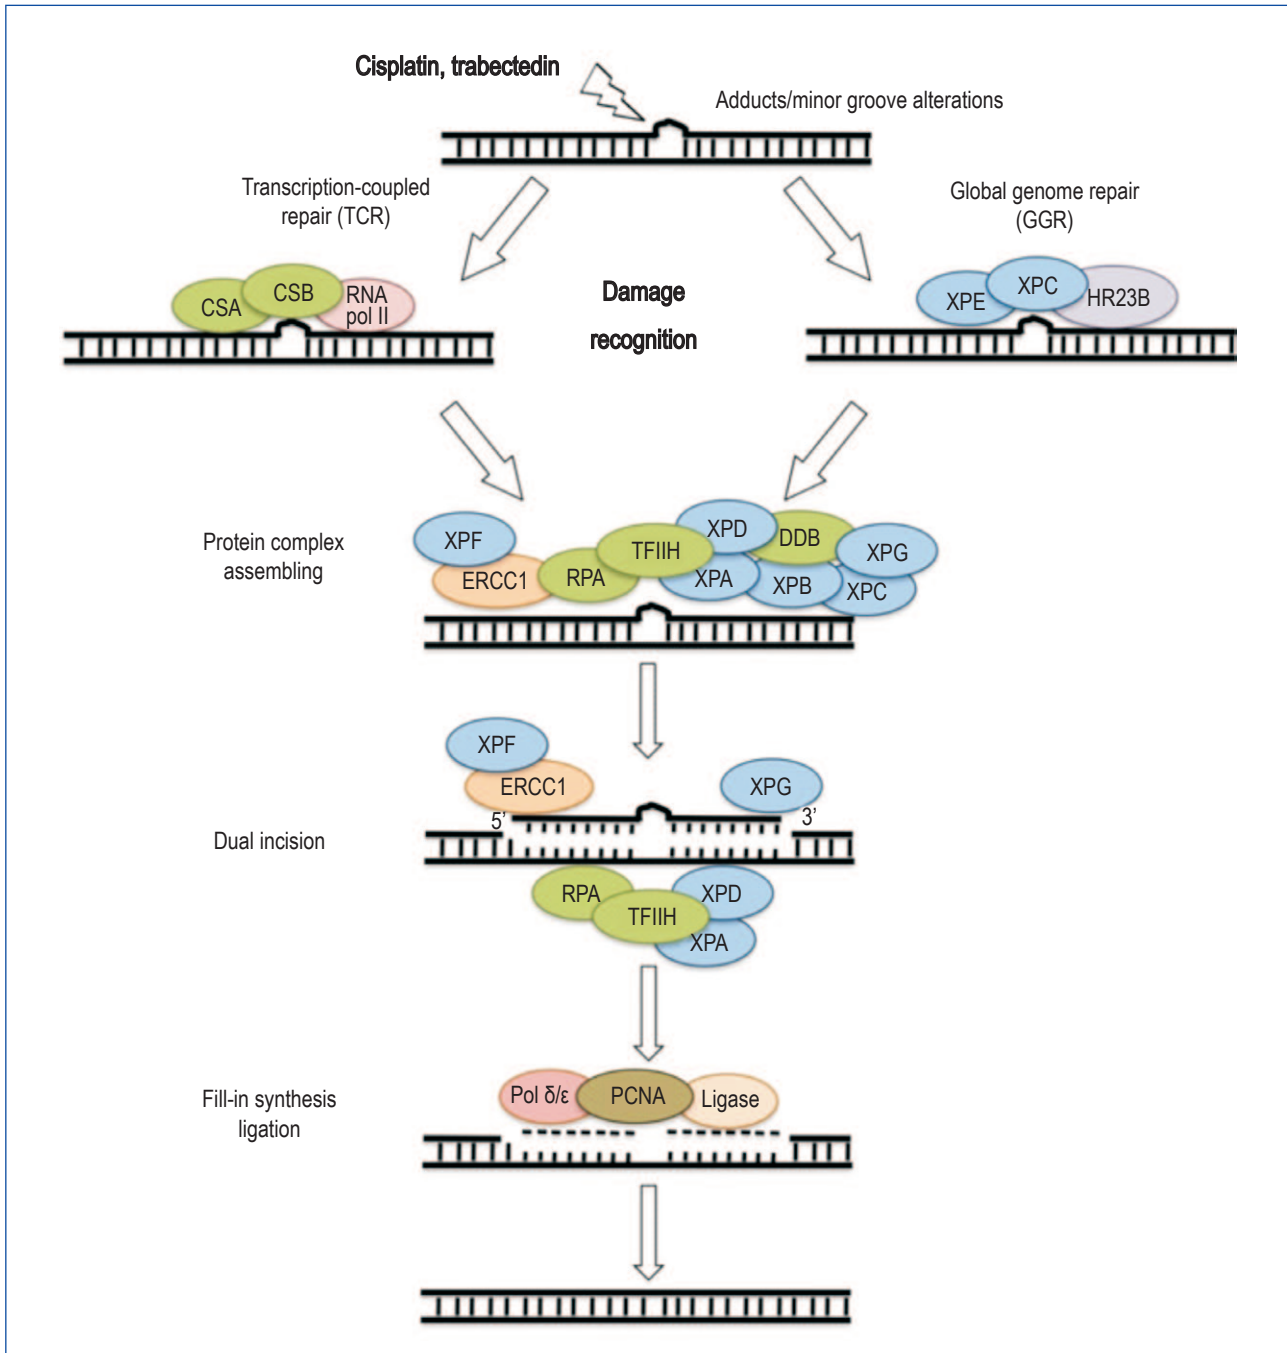 Cisplatin, trabectedin
Adducts/minor groove alterations
Transcription-coupled
repair (TCR)
Global genome repair
(GGR)
CSA
CSB
RNA
pol II
Damage
recognition
XPE
XPC
HR23B
Protein complex
assembling
XPF
ERCC1
RPA
TFIIH
XPD
XPA
DDB
XPB
XPG
XPC
XPF
ERCC1
XPG
5’
3’
Dual incision
RPA
TFIIH
XPD
XPA
Fill-in synthesis
ligation
Pol δ/ε
PCNA
Ligase